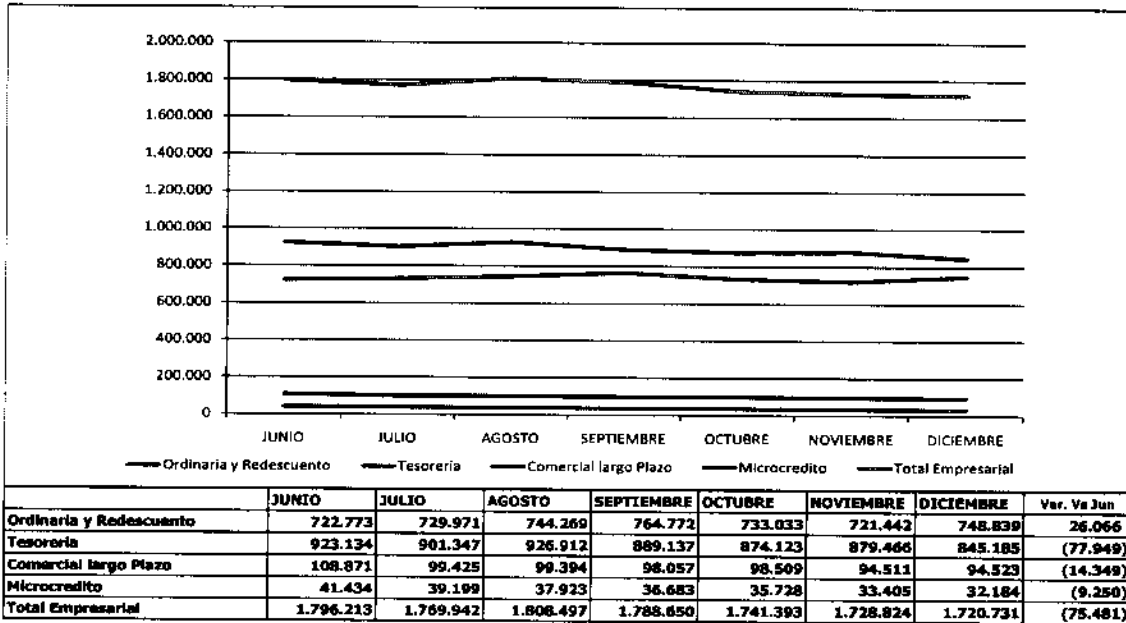 2.000.000
1.800.000
1.600.000
1.400.000
1.200.000
1.000.000
800.000
600.000
400.000
200.000
0
JUNIO JULIO AGOSTO SEPTIEMBRE OCTUBRE NOVIEMBRE DICIEMBRE
Ordinaria y Redescuento Tesorería Comercial largo Plazo Microcredito Total Empresarial
JUNIO JULIO AGOSTO SEPTIEMBRE OCTUBRE NOVIEMBRE DICIEMBRE Var. Vs Jun
Ordinaria y Redescuento 722.773 729.971 744.269 764.772 733.033 721.442 748.839 26.066
Tesoreria 923.134 901.347 926.912 889.137 874.123 879.466 845.185 (77.949)
Comercial largo Plazo 108.871 99.425 99.394 98.057 98.509 94.511 94.523 (14.349)
Microcredito 41.434 39.199 37.923 36.683 35.728 33.405 32.184 (9.250)
Total Empresarial 1.796.213 1.769.942 1.808.497 1.788.650 1.741.393 1.728.824 1.720.731 (75.481)